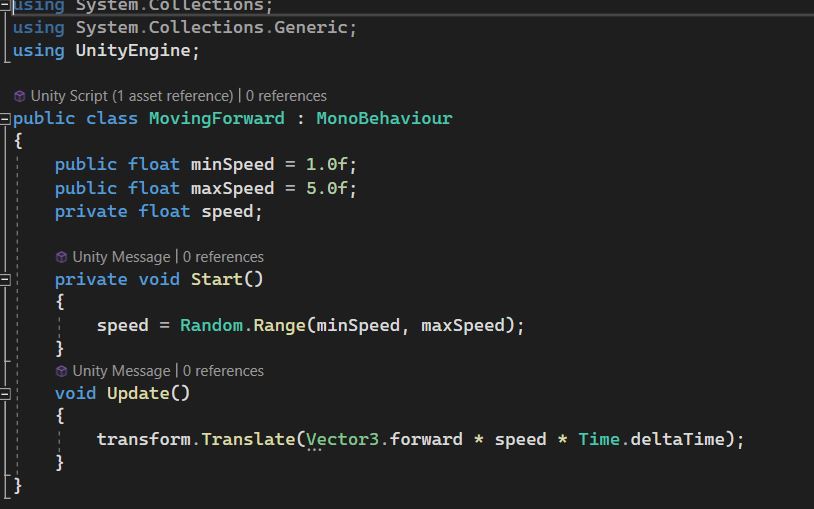 using System.Collections;
using System.Collections.Generic;
using UnityEngine;
Unity Script (1 asset reference) | 0 references
public class MovingForward : MonoBehaviour
{
public float minSpeed = 1.0f;
public float maxSpeed = 5.0f;
private float speed;
Unity Message | 0 references
private void Start()
{
speed = Random.Range(minSpeed, maxSpeed);
}
Unity Message | 0 references
void Update()
{
transform.Translate(Vector3.forward * speed * Time.deltaTime);
}
}